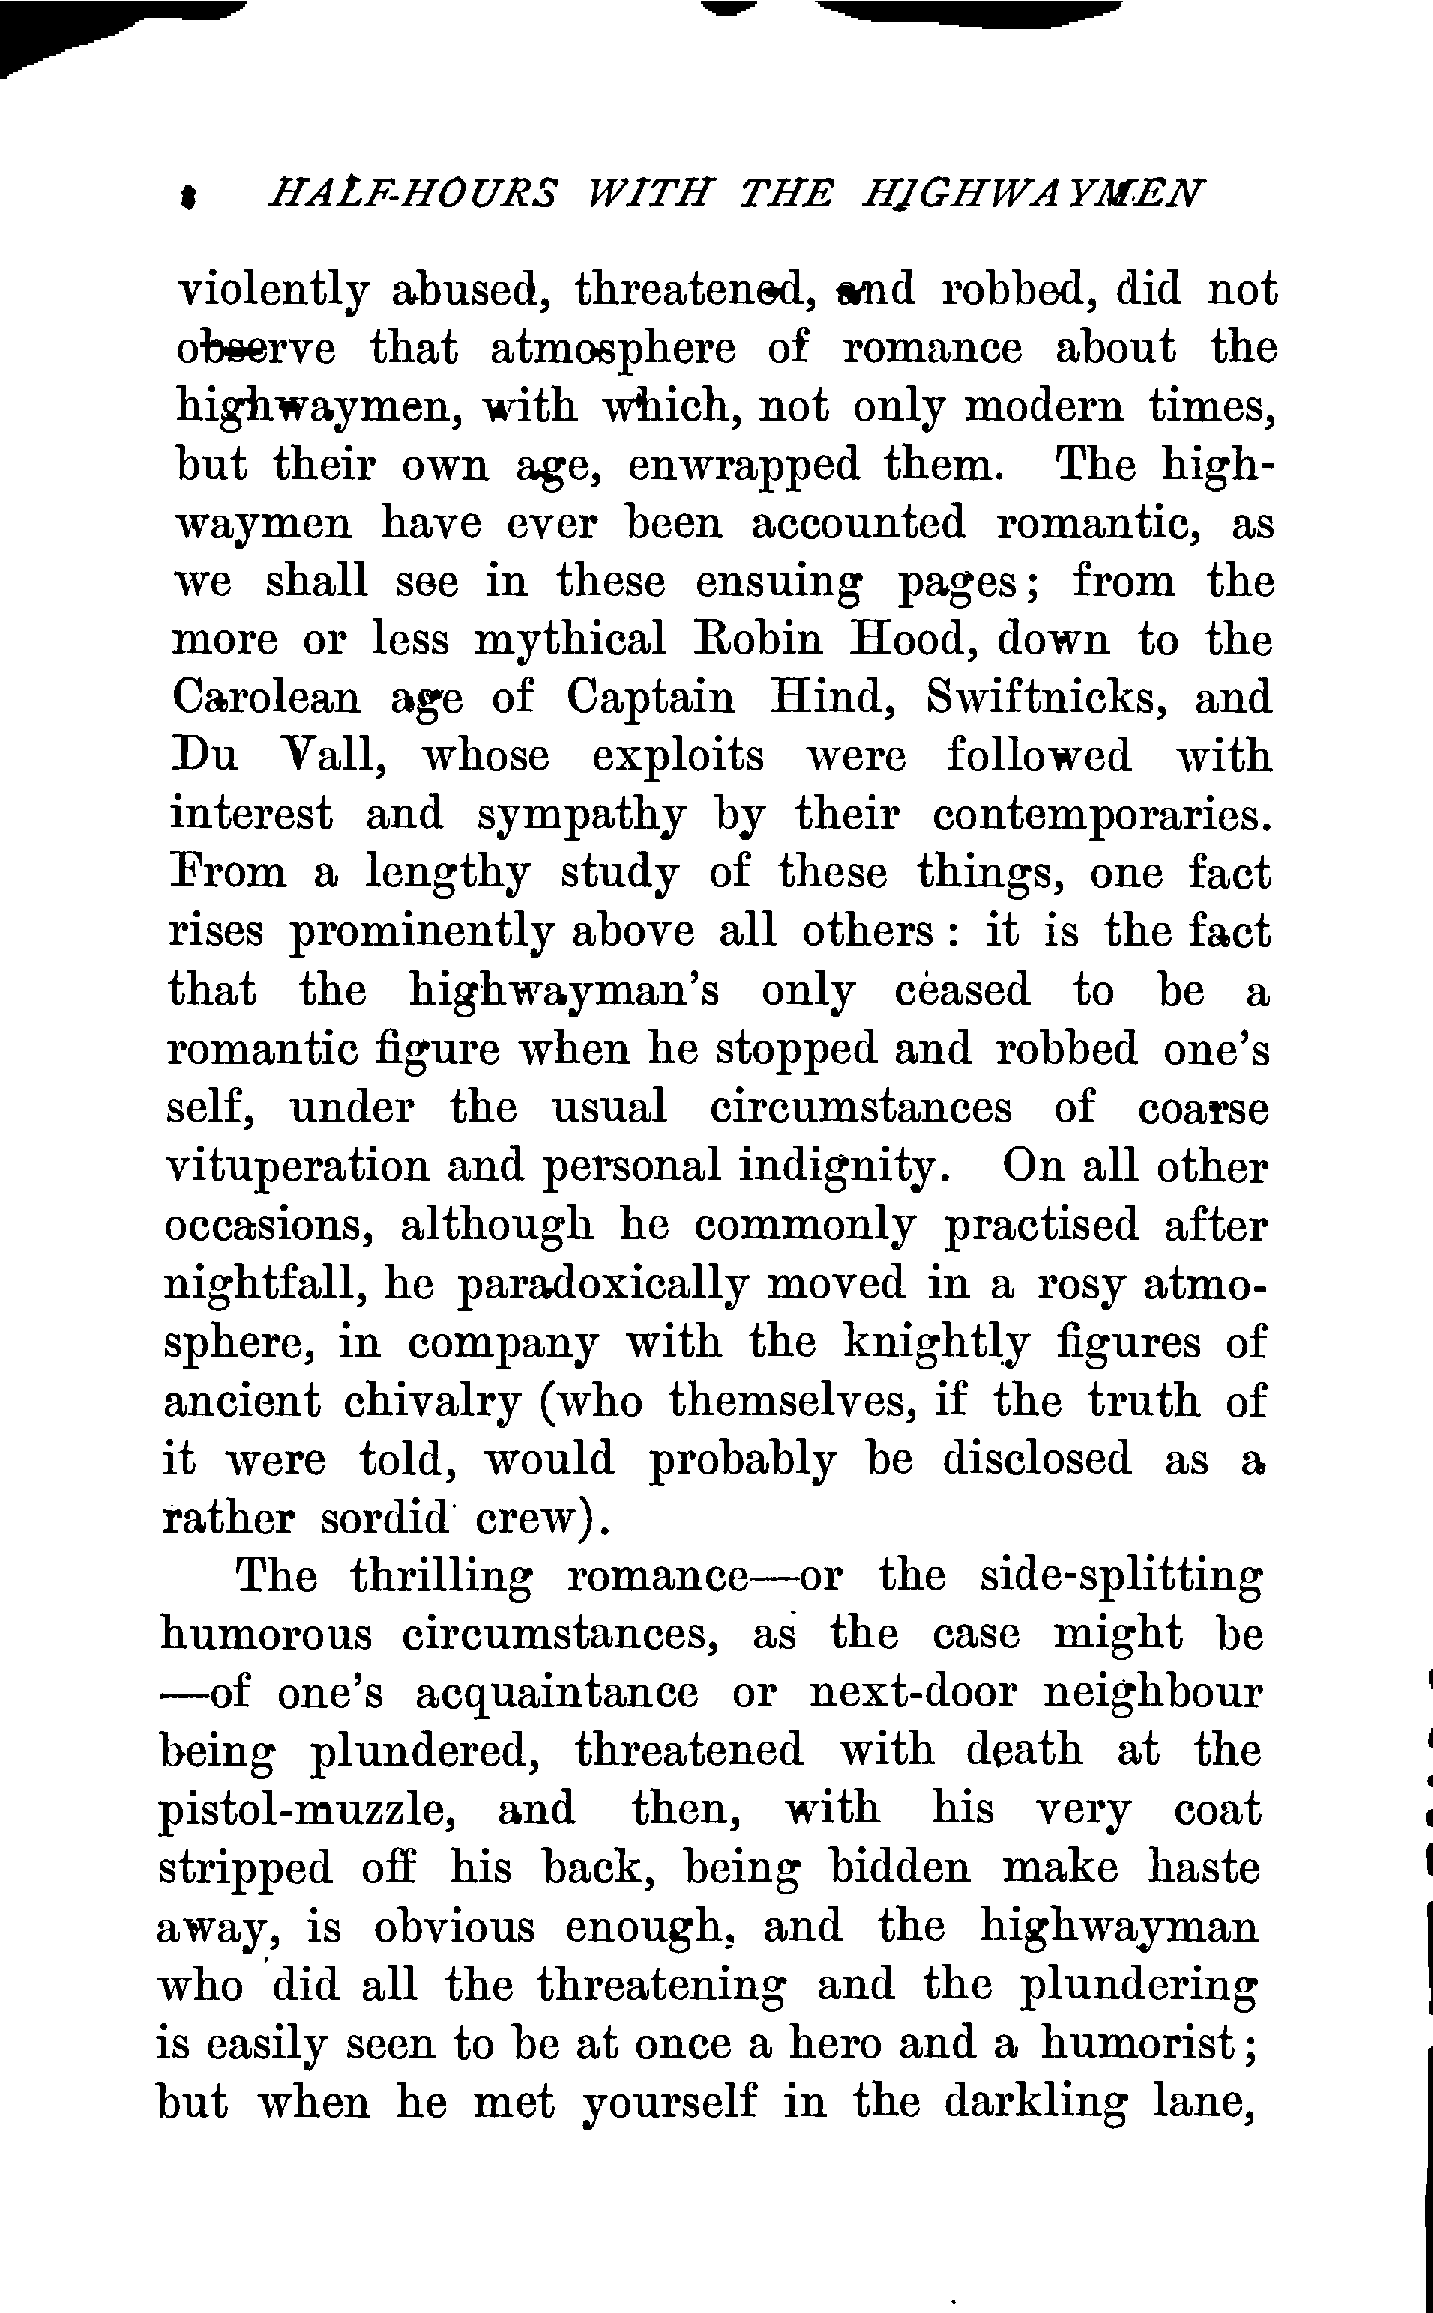 HALF-HOURS WITH THE HIGHWAYMEN
violently abused, threatened, and robbed, did not
observe that atmosphere of romance about the
highwaymen, with which, not only modern times,
but their own age, enwrapped them. The high-
waymen have ever been accounted romantic, as
we shall see in these ensuing pages; from the
more or less mythical Robin Hood, down to the
Carolean age of Captain Hind, Swiftnicks, and
Du Vall, whose exploits were followed with
interest and sympathy by their contemporaries.
From a lengthy study of these things, one fact
rises prominently above all others : it is the fact
that the highwayman's only ceased to be a
romantic figure when he stopped and robbed one's
self, under the usual circumstances of coarse
vituperation and personal indignity. On all other
occasions, although he commonly practised after
nightfall, he paradoxically moved in a rosy atmo-
sphere, in company with the knightly figures of
ancient chivalry (who themselves, if the truth of
it were told, would probably be disclosed as a
rather sordid crew).
The thrilling romance—or the side-splitting
humorous circumstances, as the case might be
—of one's acquaintance or next-door neighbour
being plundered, threatened with death at the
pistol-muzzle, and then, with his very coat
stripped off his back, being bidden make haste
away, is obvious enough, and the highwayman
who did all the threatening and the plundering
is easily seen to be at once a hero and a humorist;
but when he met yourself in the darkling lane,